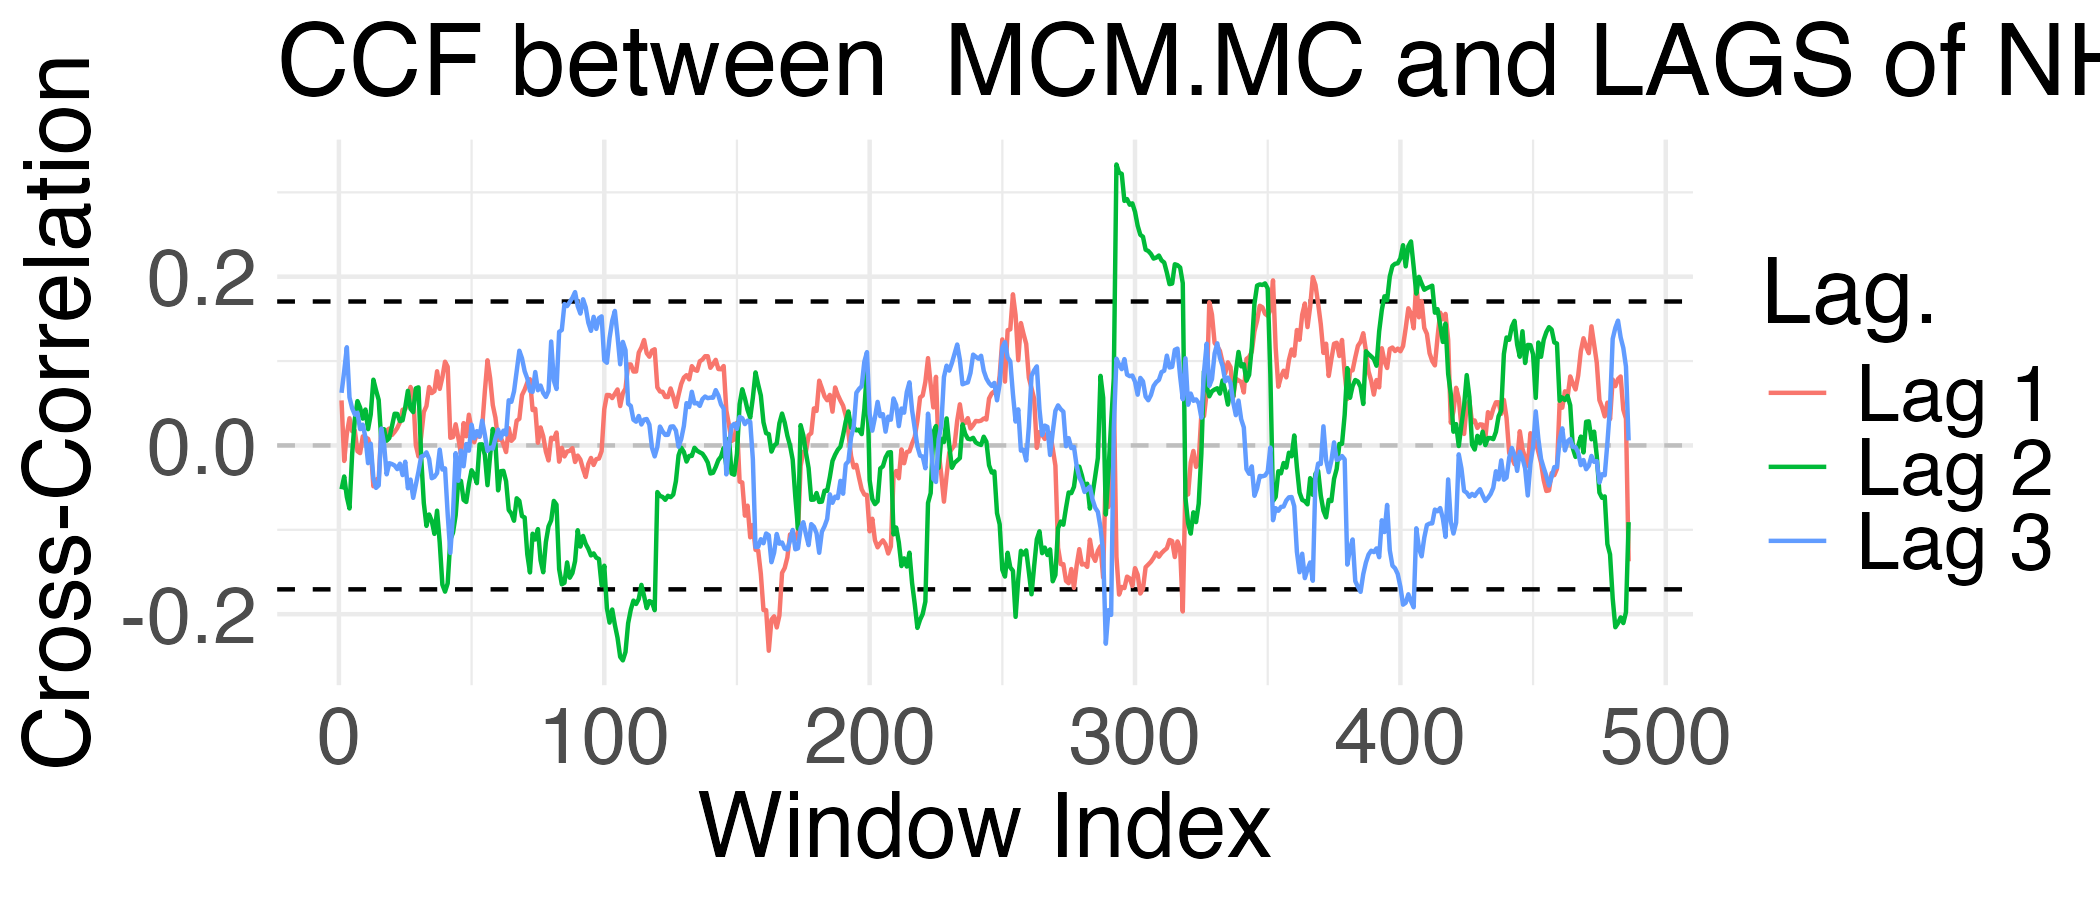 CCF between  MCM.MC and LAGS of NH
Cross-Correlation
0.2
0.0
-0.2
0
100
200
300
400
500
Window Index
Lag.
Lag 1
Lag 2
Lag 3